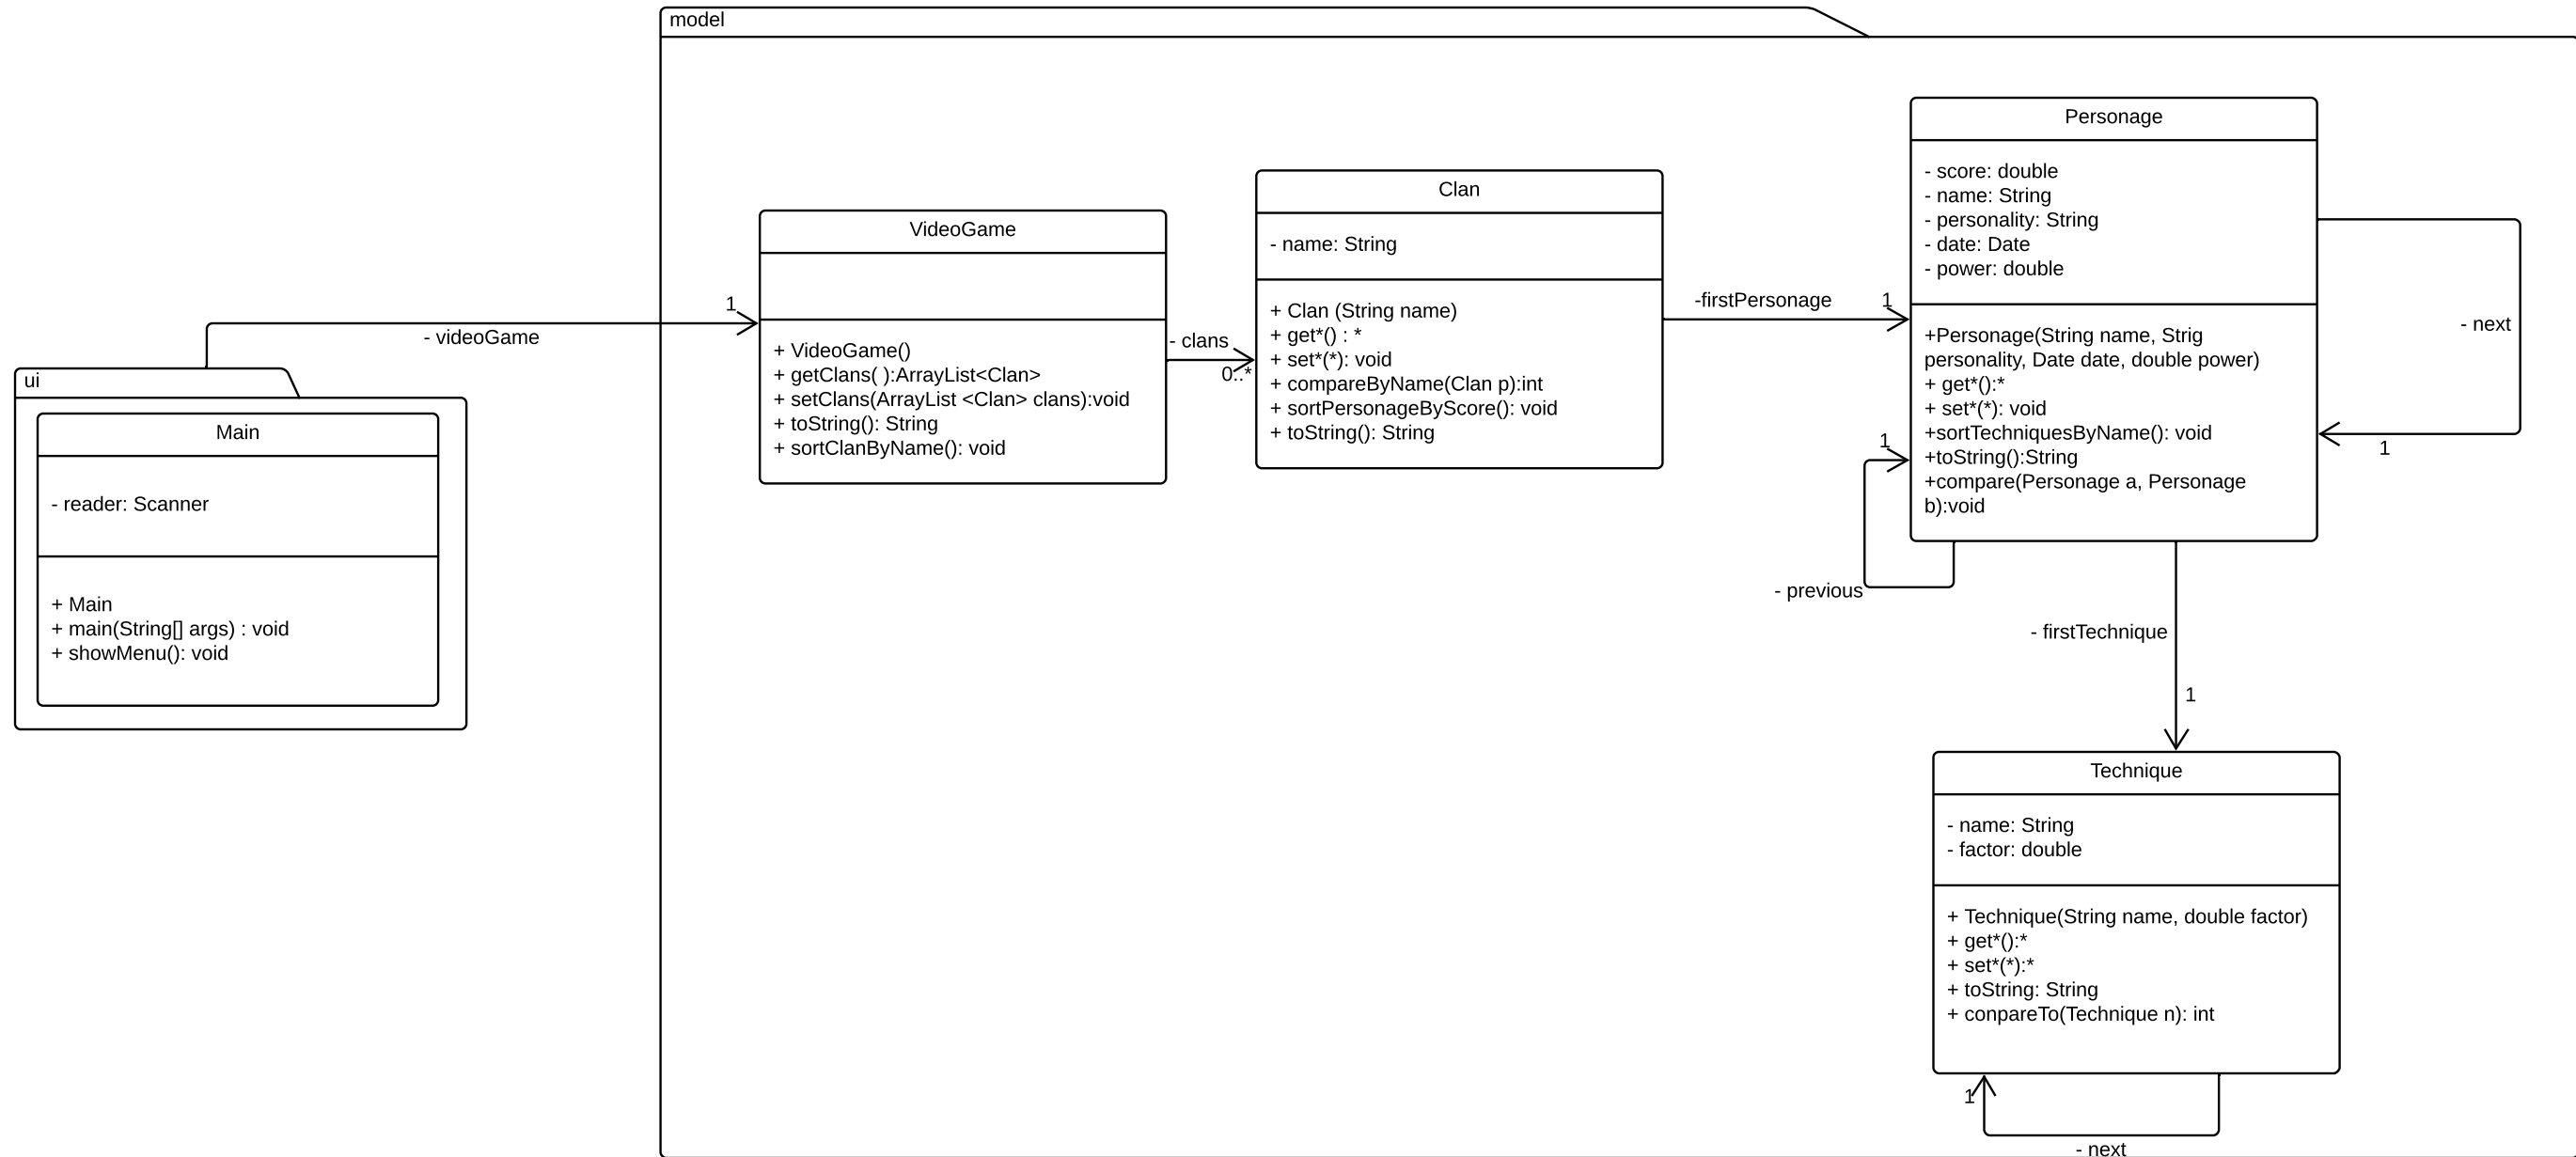 model
Personage
- score: double
- name: String
- personality: String
- date: Date
- power: double
+Personage(String name, Strig
personality, Date date, double power)
+ get*():*
+ set*(*): void
+sortTechniquesByName(): void
+toString():String
+compare(Personage a, Personage
b):void
- next
1
1
- previous
Clan
- name: String
+ Clan (String name)
+ get*() : *
+ set*(*): void
+ compareByName(Clan p):int
+ sortPersonageByScore(): void
+ toString(): String
-firstPersonage
1
VideoGame
+ VideoGame()
+ getClans( ):ArrayList<Clan>
+ setClans(ArrayList <Clan> clans):void
+ toString(): String
+ sortClanByName(): void
- clans
0..*
1
- videoGame
ui
Main
- reader: Scanner
+ Main
+ main(String[] args) : void
+ showMenu(): void
- firstTechnique
1
Technique
- name: String
- factor: double
+ Technique(String name, double factor)
+ get*():*
+ set*(*):*
+ toString: String
+ conpareTo(Technique n): int
1
- next